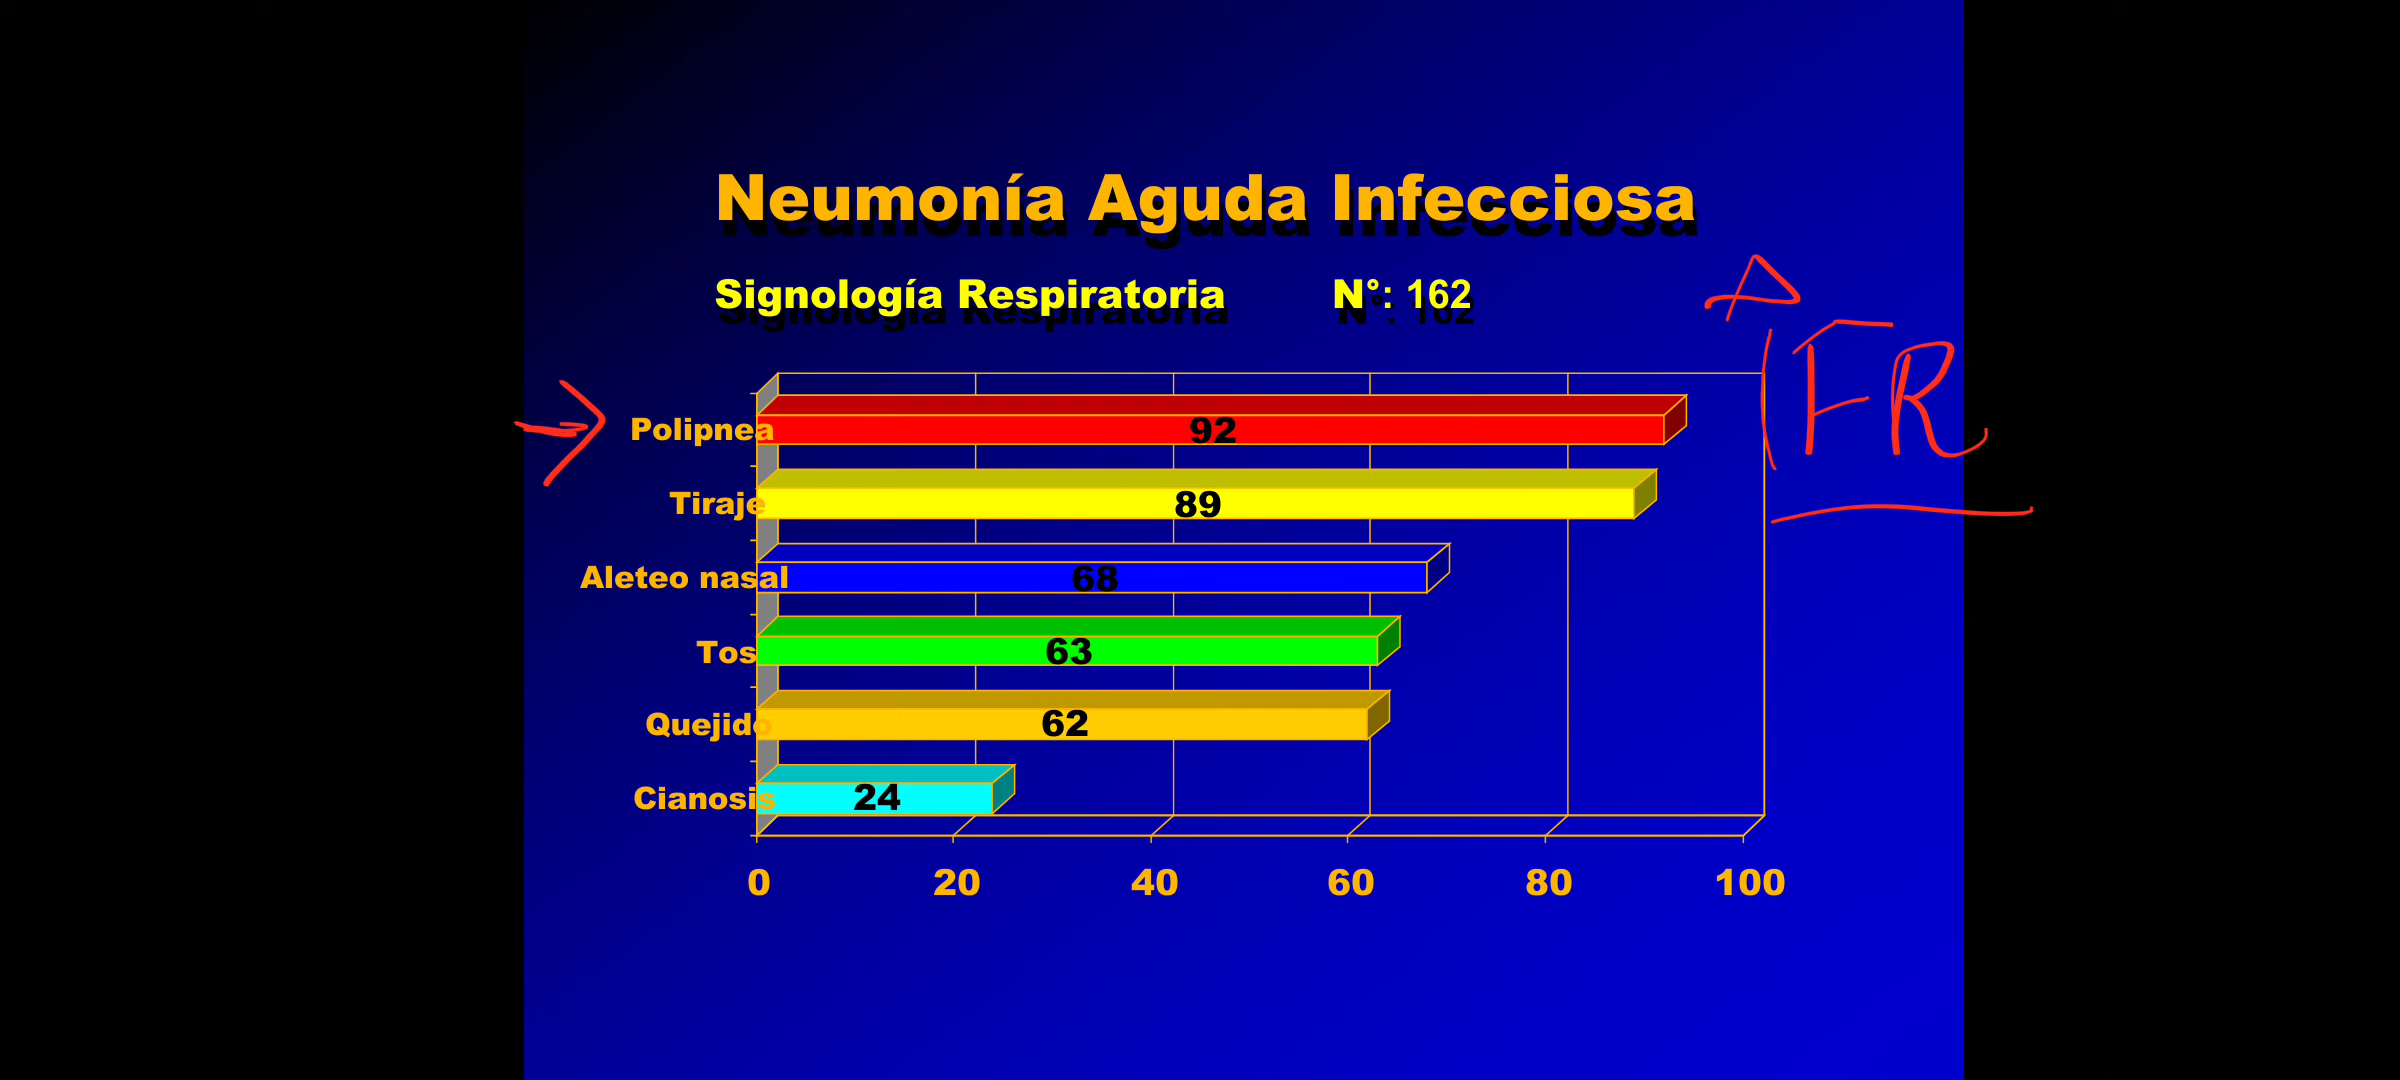 Neumonía Aguda Infecciosa
Signología Respiratoria N°: 162
FR
Polipnea 92
Tiraje 89
Aleteo nasal 68
Tos 63
Quejido 62
Cianosis 24
0 20 40 60 80 100